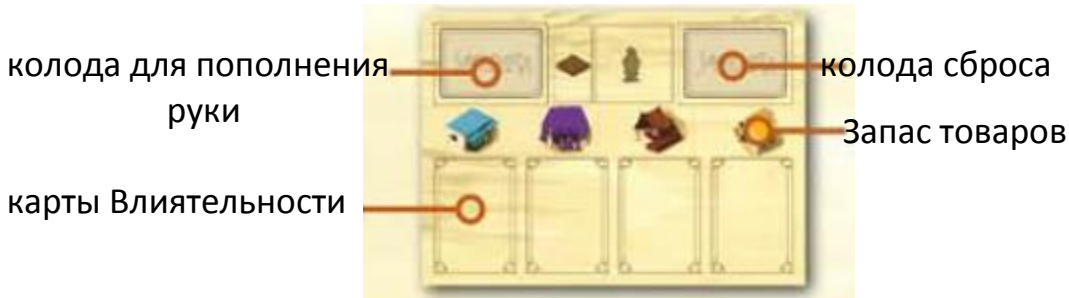 колода для пополнения
руки
колода сброса
Запас товаров
карты Влиятельности